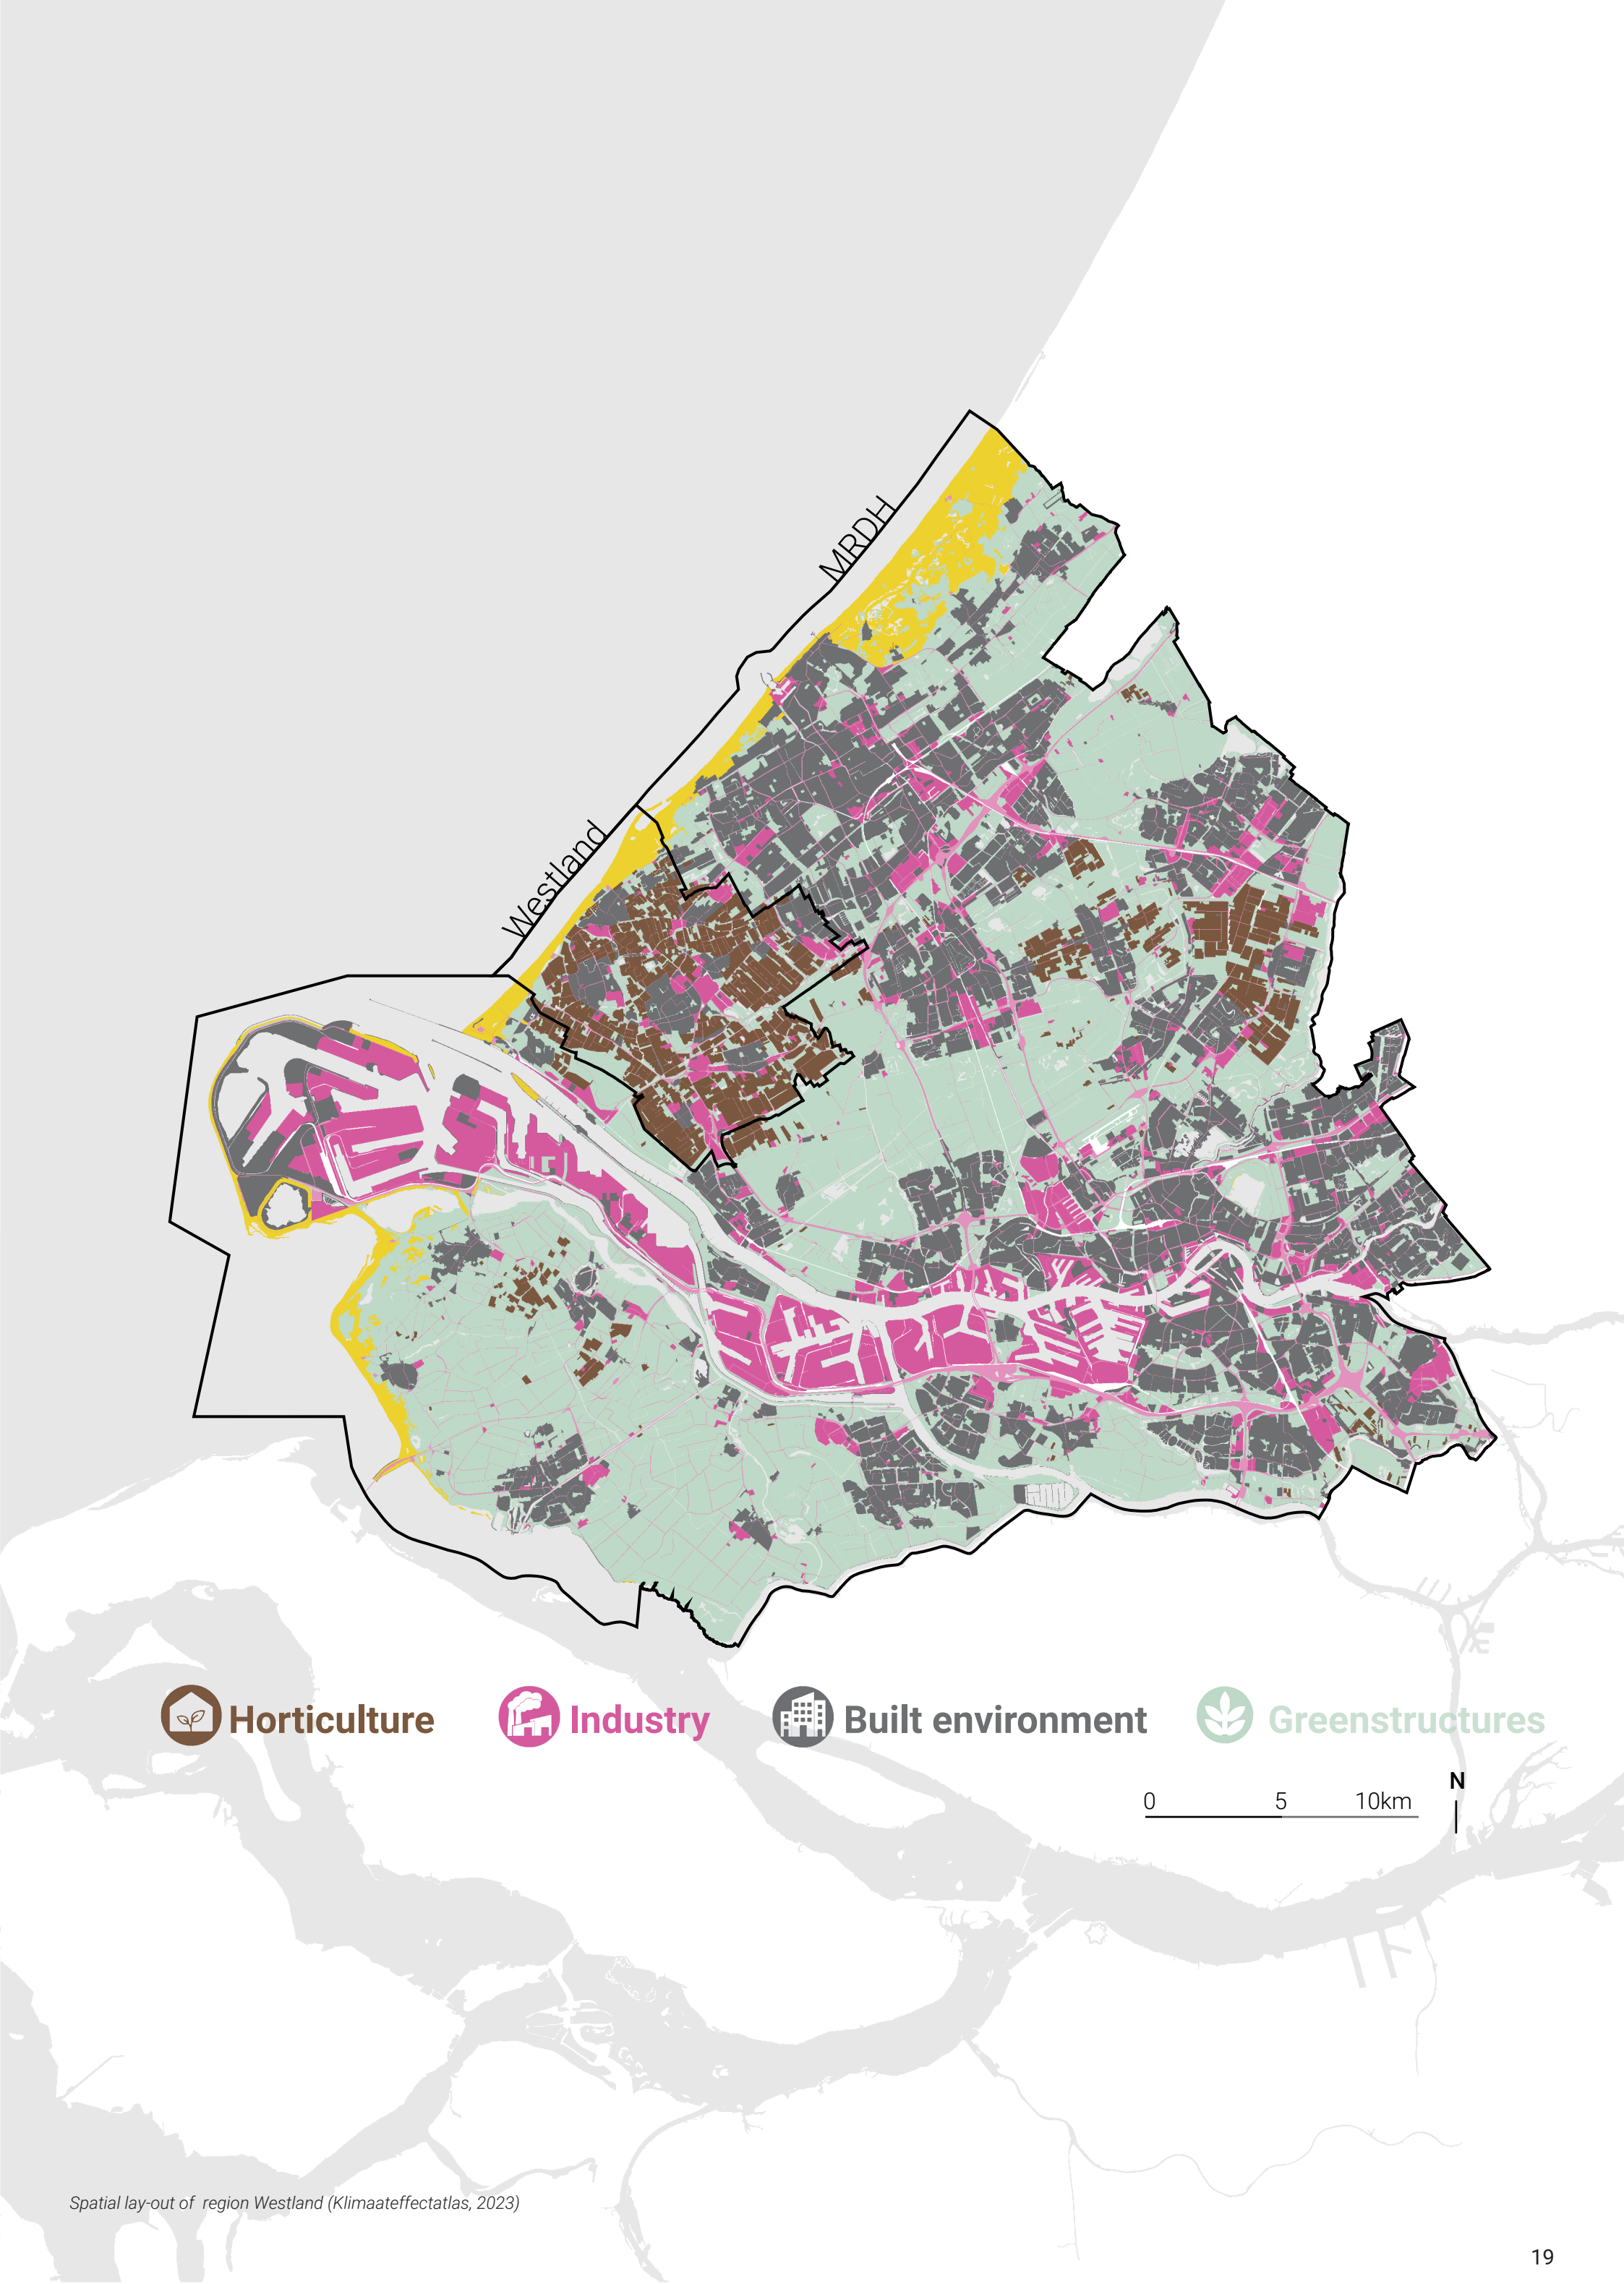 MRDH
Westland
Horticulture
Industry
Built environment
Greenstructures
0 5 10km
N
Spatial lay-out of region Westland (Klimaateffectatlas, 2023)
19